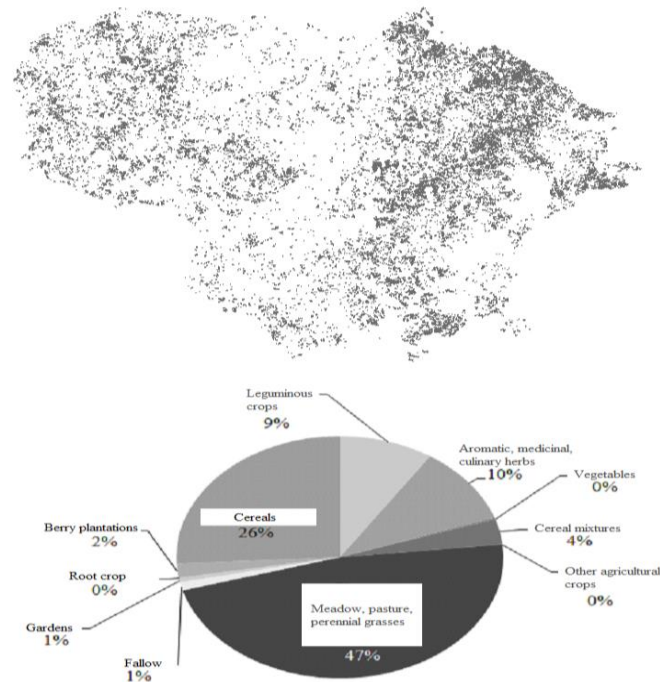 Leguminous
crops
9%
Aromatic, medicinal,
culinary herbs
10%
Vegetables
0%
Cereals
26%
Berry plantations
2%
Cereal mixtures
4%
Root crop
0%
Other agricultural
crops
0%
Meadow, pasture,
perennial grasses
47%
Gardens
1%
Fallow
1%